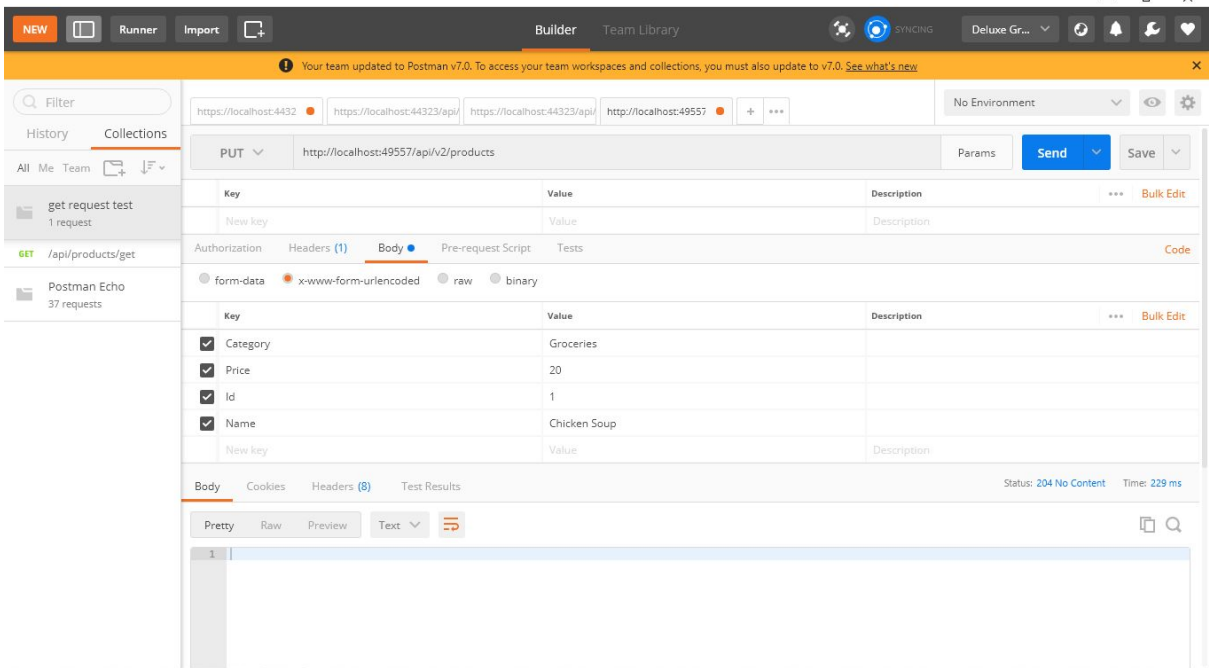 NEW Runner Import Builder Team Library SYNCING Deluxe Gr...
Your team updated to Postman v7.0. To access your team workspaces and collections, you must also update to v7.0. See what's new
Filter
History Collections
All Me Team
get request test
1 request
GET /api/products/get
Postman Echo
37 requests
https://localhost:4432 https://localhost:44323/api/ https://localhost:44323/api/ http://localhost:49557 + ••• No Environment
PUT http://localhost:49557/api/v2/products Params Send Save
Key Value Description ••• Bulk Edit
New key Value Description
Authorization Headers (1) Body Pre-request Script Tests Code
form-data x-www-form-urlencoded raw binary
Key Value Description ••• Bulk Edit
Category Groceries
Price 20
Id 1
Name Chicken Soup
New key Value Description
Body Cookies Headers (8) Test Results Status: 204 No Content Time: 229 ms
Pretty Raw Preview Text
1